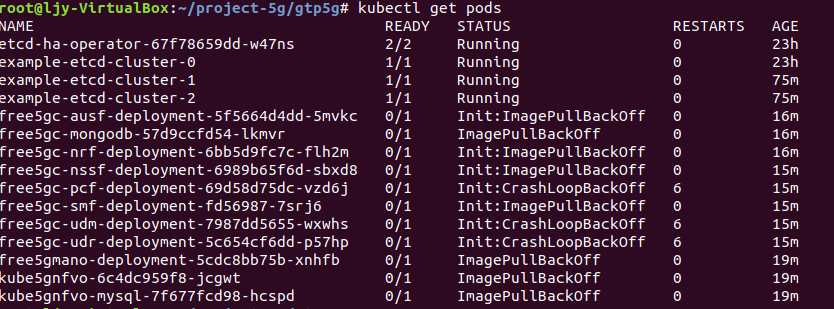 root@ljy-VirtualBox:~/project-5g/gtp5g# kubectl get pods
NAME READY STATUS RESTARTS AGE
etcd-ha-operator-67f78659dd-w47ns 2/2 Running 0 23h
example-etcd-cluster-0 1/1 Running 0 23h
example-etcd-cluster-1 1/1 Running 0 75m
example-etcd-cluster-2 1/1 Running 0 75m
free5gc-ausf-deployment-5f5664d4dd-5mvkc 0/1 Init:ImagePullBackOff 0 16m
free5gc-mongodb-57d9ccfd54-lkmvr 0/1 ImagePullBackOff 0 16m
free5gc-nrf-deployment-6bb5d9fc7c-flh2m 0/1 Init:ImagePullBackOff 0 16m
free5gc-nssf-deployment-6989b65f6d-sbxd8 0/1 Init:ImagePullBackOff 0 15m
free5gc-pcf-deployment-69d58d75dc-vzd6j 0/1 Init:CrashLoopBackOff 6 15m
free5gc-smf-deployment-fd56987-7srj6 0/1 Init:ImagePullBackOff 0 15m
free5gc-udm-deployment-7987dd5655-wxwhs 0/1 Init:CrashLoopBackOff 6 15m
free5gc-udr-deployment-5c654cf6dd-p57hp 0/1 Init:CrashLoopBackOff 6 15m
free5gmano-deployment-5cdc8bb75b-xnhfb 0/1 ImagePullBackOff 0 19m
kube5gnfvo-6c4dc959f8-jcgwt 0/1 ImagePullBackOff 0 19m
kube5gnfvo-mysql-7f677fcd98-hcspd 0/1 ImagePullBackOff 0 19m